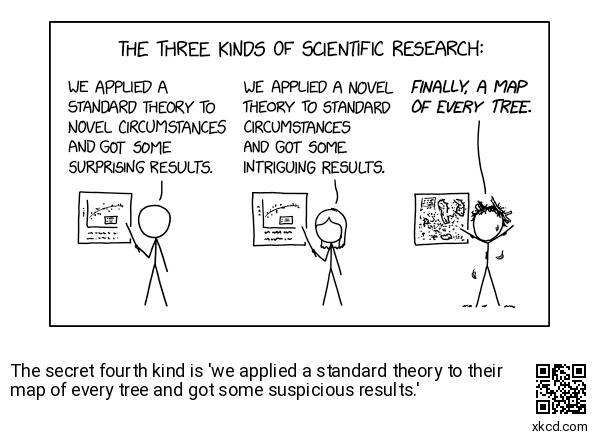 THE THREE KINDS OF SCIENTIFIC RESEARCH:
WE APPLIED A
STANDARD THEORY TO
NOVEL CIRCUMSTANCES
AND GOT SOME
SURPRISING RESULTS.
WE APPLIED A NOVEL
THEORY TO STANDARD
CIRCUMSTANCES
AND GOT SOME
INTRIGUING RESULTS.
FINALLY, A MAP
OF EVERY TREE.
The secret fourth kind is 'we applied a standard theory to their
map of every tree and got some suspicious results.'
xkcd.com